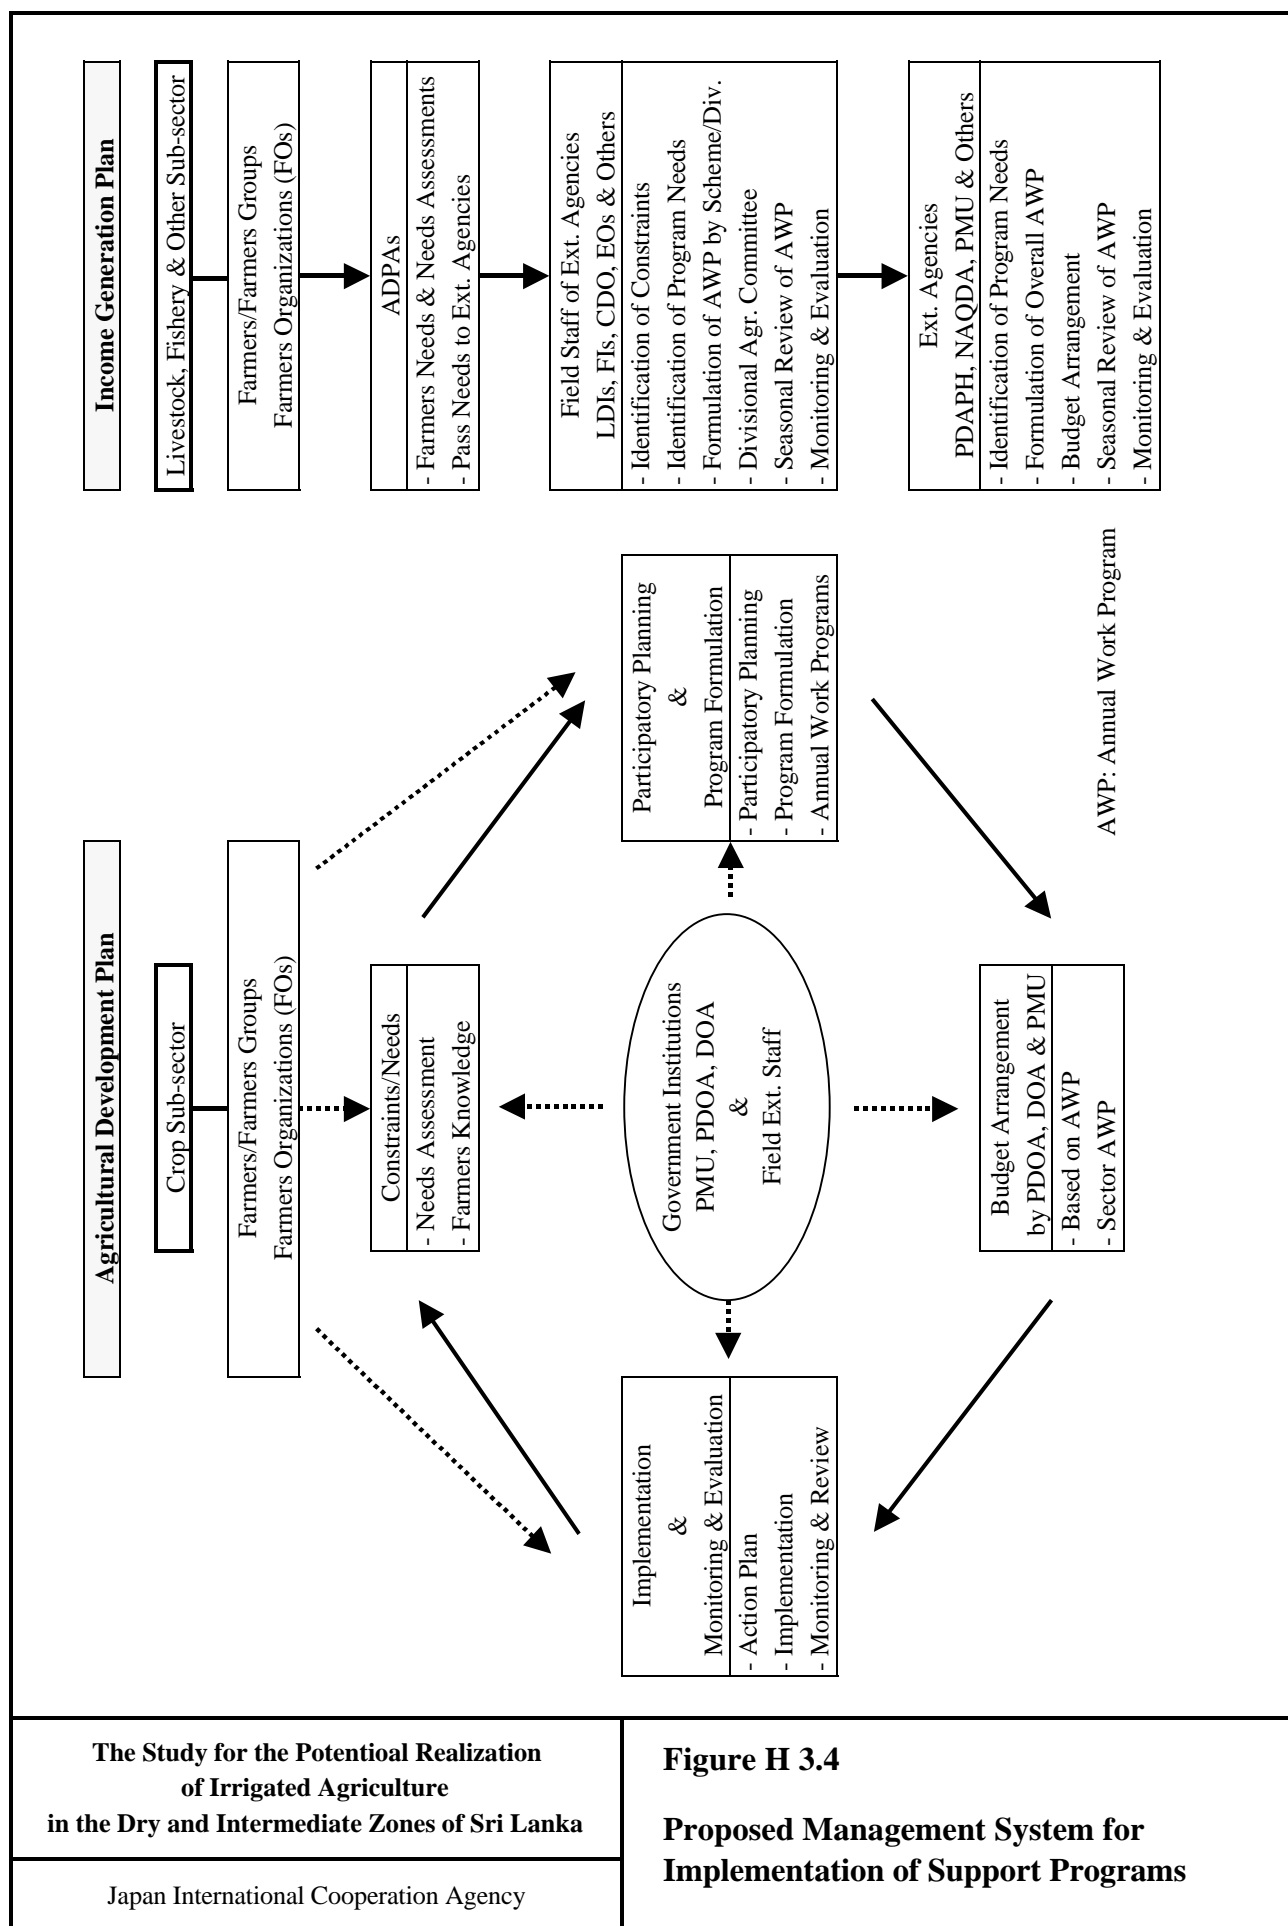 Agricultural Development Plan
Crop Sub-sector
Farmers/Farmers Groups
Farmers Organizations (FOs)
Constraints/Needs
- Needs Assessment
- Farmers Knowledge
Implementation
&
Monitoring & Evaluation
- Action Plan
- Implementation
- Monitoring & Review
Government Institutions
PMU, PDOA, DOA
&
Field Ext. Staff
Participatory Planning
&
Program Formulation
- Participatory Planning
- Program Formulation
- Annual Work Programs
Budget Arrangement
by PDOA, DOA & PMU
- Based on AWP
- Sector AWP
AWP: Annual Work Program
Income Generation Plan
Livestock, Fishery & Other Sub-sector
Farmers/Farmers Groups
Farmers Organizations (FOs)
ADPAs
- Farmers Needs & Needs Assessments
- Pass Needs to Ext. Agencies
Field Staff of Ext. Agencies
LDIs, FIs, CDO, EOs & Others
- Identification of Constraints
- Identification of Program Needs
- Formulation of AWP by Scheme/Div.
- Divisional Agr. Committee
- Seasonal Review of AWP
- Monitoring & Evaluation
Ext. Agencies
PDAPH, NAQDA, PMU & Others
- Identification of Program Needs
- Formulation of Overall AWP
- Budget Arrangement
- Seasonal Review of AWP
- Monitoring & Evaluation
The Study for the Potentioal Realization
of Irrigated Agriculture
in the Dry and Intermediate Zones of Sri Lanka
Japan International Cooperation Agency
Figure H 3.4
Proposed Management System for
Implementation of Support Programs